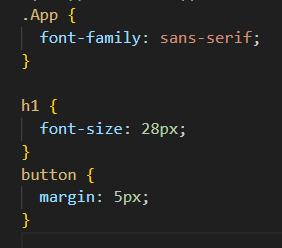 .App {
  font-family: sans-serif;
}

h1 {
  font-size: 28px;
}
button {
  margin: 5px;
}